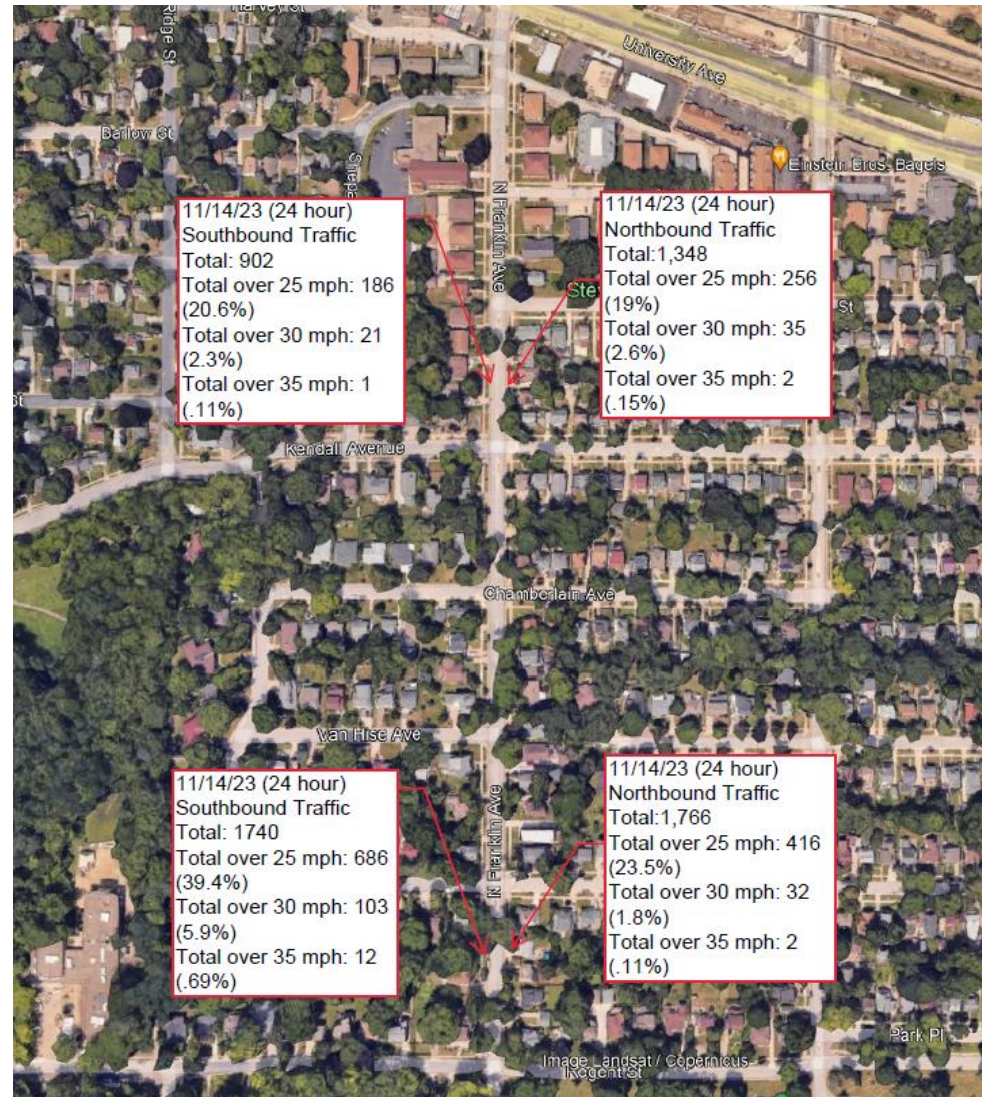 Harvey St
Ridge St
University Ave
Barlow St
Einstein Bros. Bagels
N Franklin Ave
11/14/23 (24 hour)
Southbound Traffic
Total: 902
Total over 25 mph: 186
(20.6%)
Total over 30 mph: 21
(2.3%)
Total over 35 mph: 1
(.11%)
11/14/23 (24 hour)
Northbound Traffic
Total:1,348
Total over 25 mph: 256
(19%)
Total over 30 mph: 35
(2.6%)
Total over 35 mph: 2
(.15%)
St
St
Kendall Avenue
Chamberlain Ave
Van Hise Ave
N Franklin Ave
11/14/23 (24 hour)
Southbound Traffic
Total: 1740
Total over 25 mph: 686
(39.4%)
Total over 30 mph: 103
(5.9%)
Total over 35 mph: 12
(.69%)
11/14/23 (24 hour)
Northbound Traffic
Total:1,766
Total over 25 mph: 416
(23.5%)
Total over 30 mph: 32
(1.8%)
Total over 35 mph: 2
(.11%)
Park Pl
Image Landsat / Copernicus
Regent St